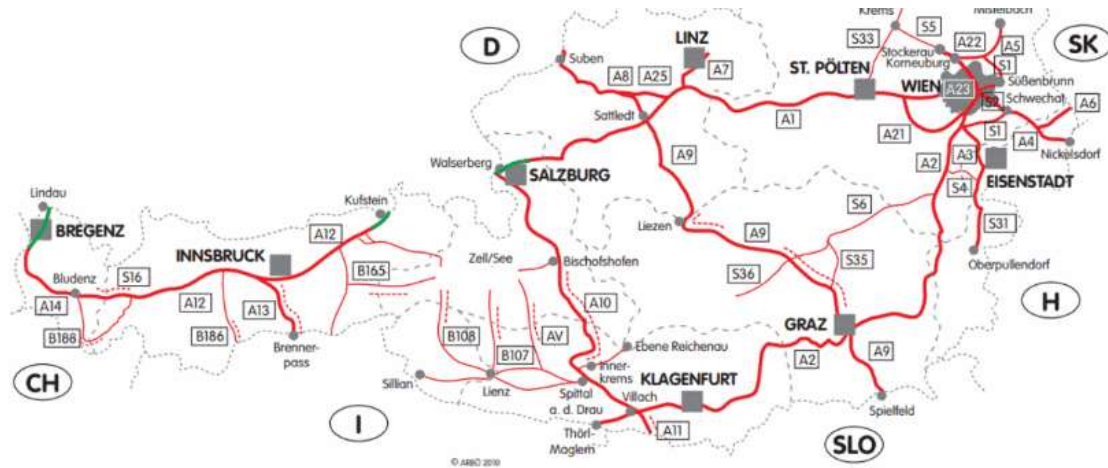 Krems
S5
Mistelbach
D
LINZ
S33
Stockerau
Korneuburg
A22
A5
SK
Suben
A8
A25
A7
ST. PÖLTEN
WIEN
A23
S1
Süßenbrunn
S2
Schwechat
A6
Sattledt
A1
A21
S1
A4
Nickelsdorf
Walserberg
SALZBURG
A9
A2
A3
EISENSTADT
S4
Lindau
BREGENZ
Kufstein
A12
Liezen
A9
S6
S31
Oberpullendorf
INNSBRUCK
Zell/See
Bischofshofen
S36
S35
H
Bludenz
S16
B165
A14
A12
A13
A10
GRAZ
B188
B186
Brenner-
pass
B108
B107
AV
Ebene Reichenau
A2
A9
CH
Inner-
krems
KLAGENFURT
Sillian
Lienz
Spittal
a. d. Drau
Villach
Spielfeld
I
Thörl-
Maglern
A11
SLO
© ARBÖ 2010